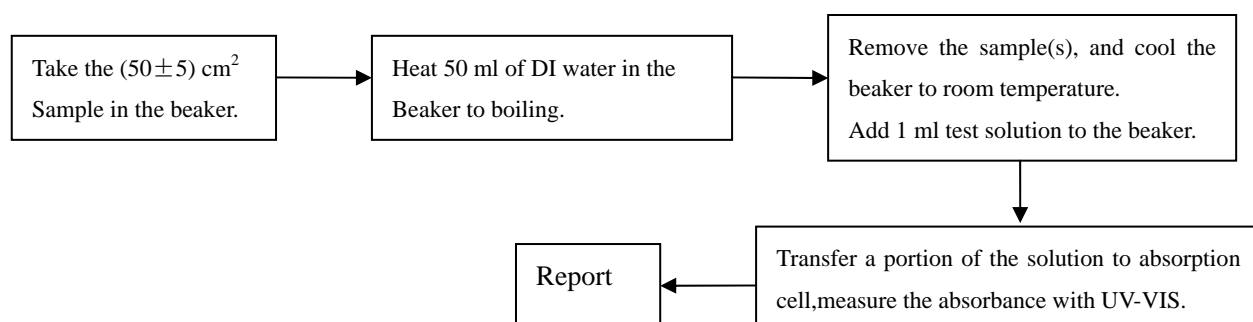 Take the (50±5) cm²
Sample in the beaker.
Heat 50 ml of DI water in the
Beaker to boiling.
Remove the sample(s), and cool the
beaker to room temperature.
Add 1 ml test solution to the beaker.
Transfer a portion of the solution to absorption
cell,measure the absorbance with UV-VIS.
Report